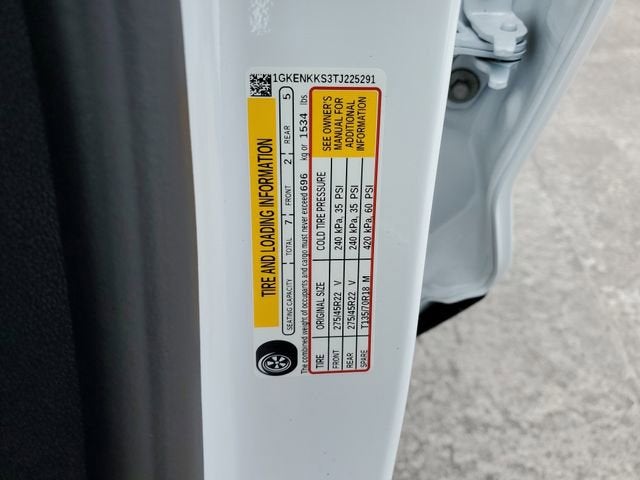 1GKENKKS3TJ225291
TIRE AND LOADING INFORMATION
SEATING CAPACITY TOTAL 7 FRONT 2 REAR 5
The combined weight of occupants and cargo must never exceed 696 kg or 1534 lbs
TIRE ORIGINAL SIZE COLD TIRE PRESSURE
FRONT 275/45R22 V 240 kPa, 35 PSI
REAR 275/45R22 V 240 kPa, 35 PSI
SPARE T135/70R18 M 420 kPa, 60 PSI
SEE OWNER'S
MANUAL FOR
ADDITIONAL
INFORMATION